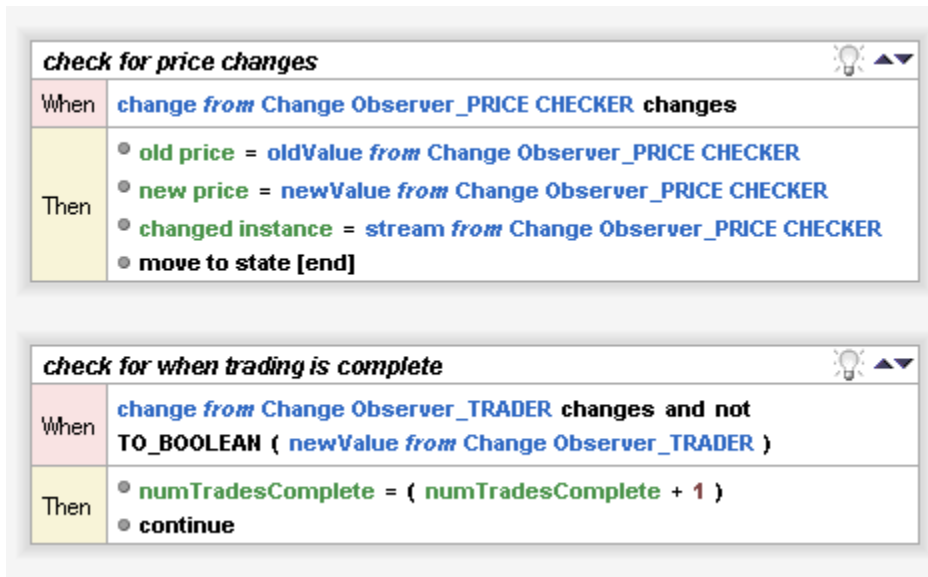 check for price changes
When change from Change Observer_PRICE CHECKER changes
old price = oldValue from Change Observer_PRICE CHECKER
new price = newValue from Change Observer_PRICE CHECKER
Then
changed instance = stream from Change Observer_PRICE CHECKER
move to state [end]
check for when trading is complete
When
change from Change Observer_TRADER changes and not
TO_BOOLEAN ( newValue from Change Observer_TRADER )
Then
numTradesComplete = ( numTradesComplete + 1 )
continue